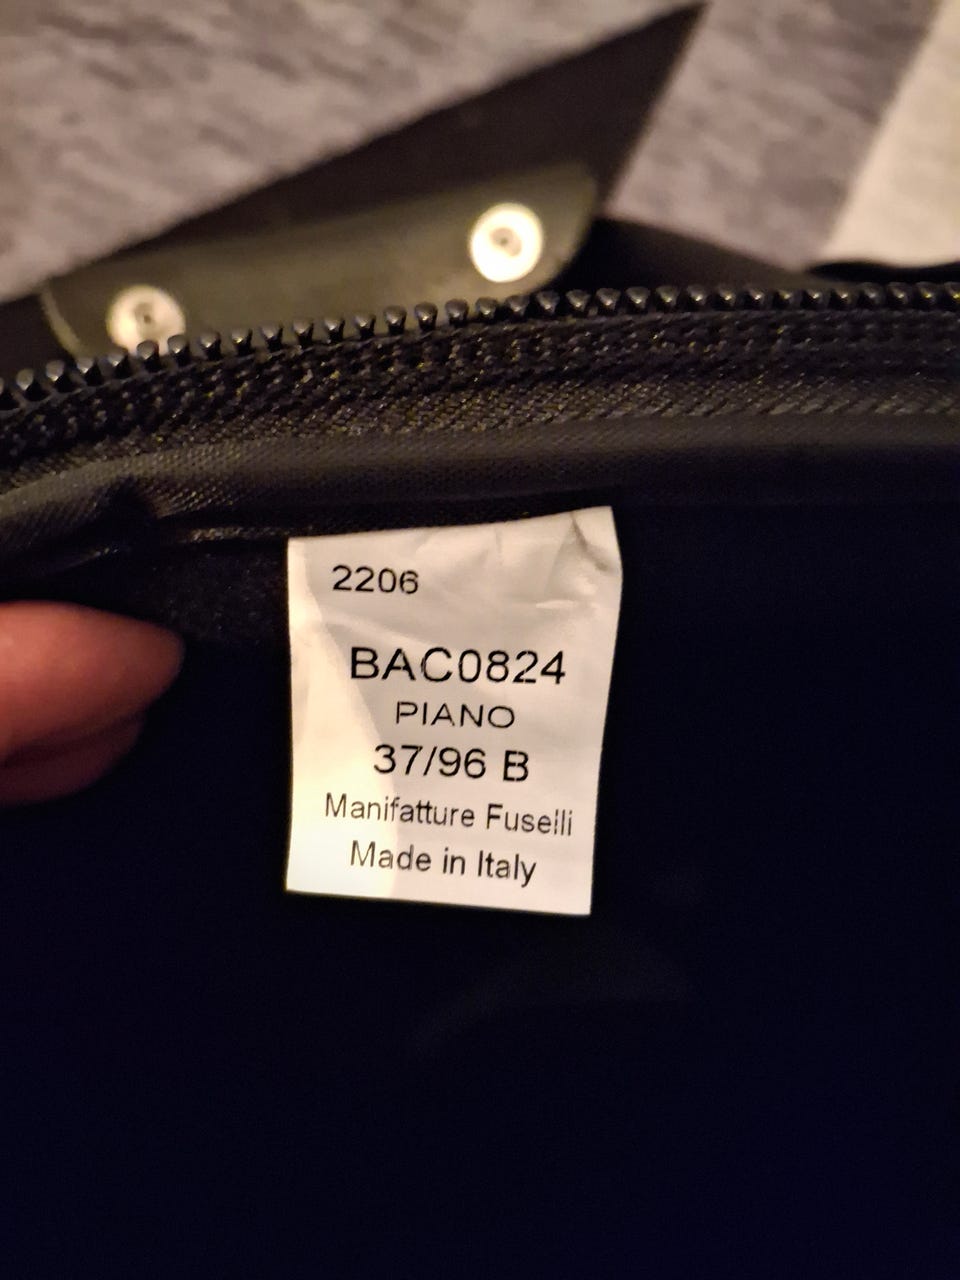 2206
BAC0824
PIANO
37/96 B
Manifatture Fuselli
Made in Italy